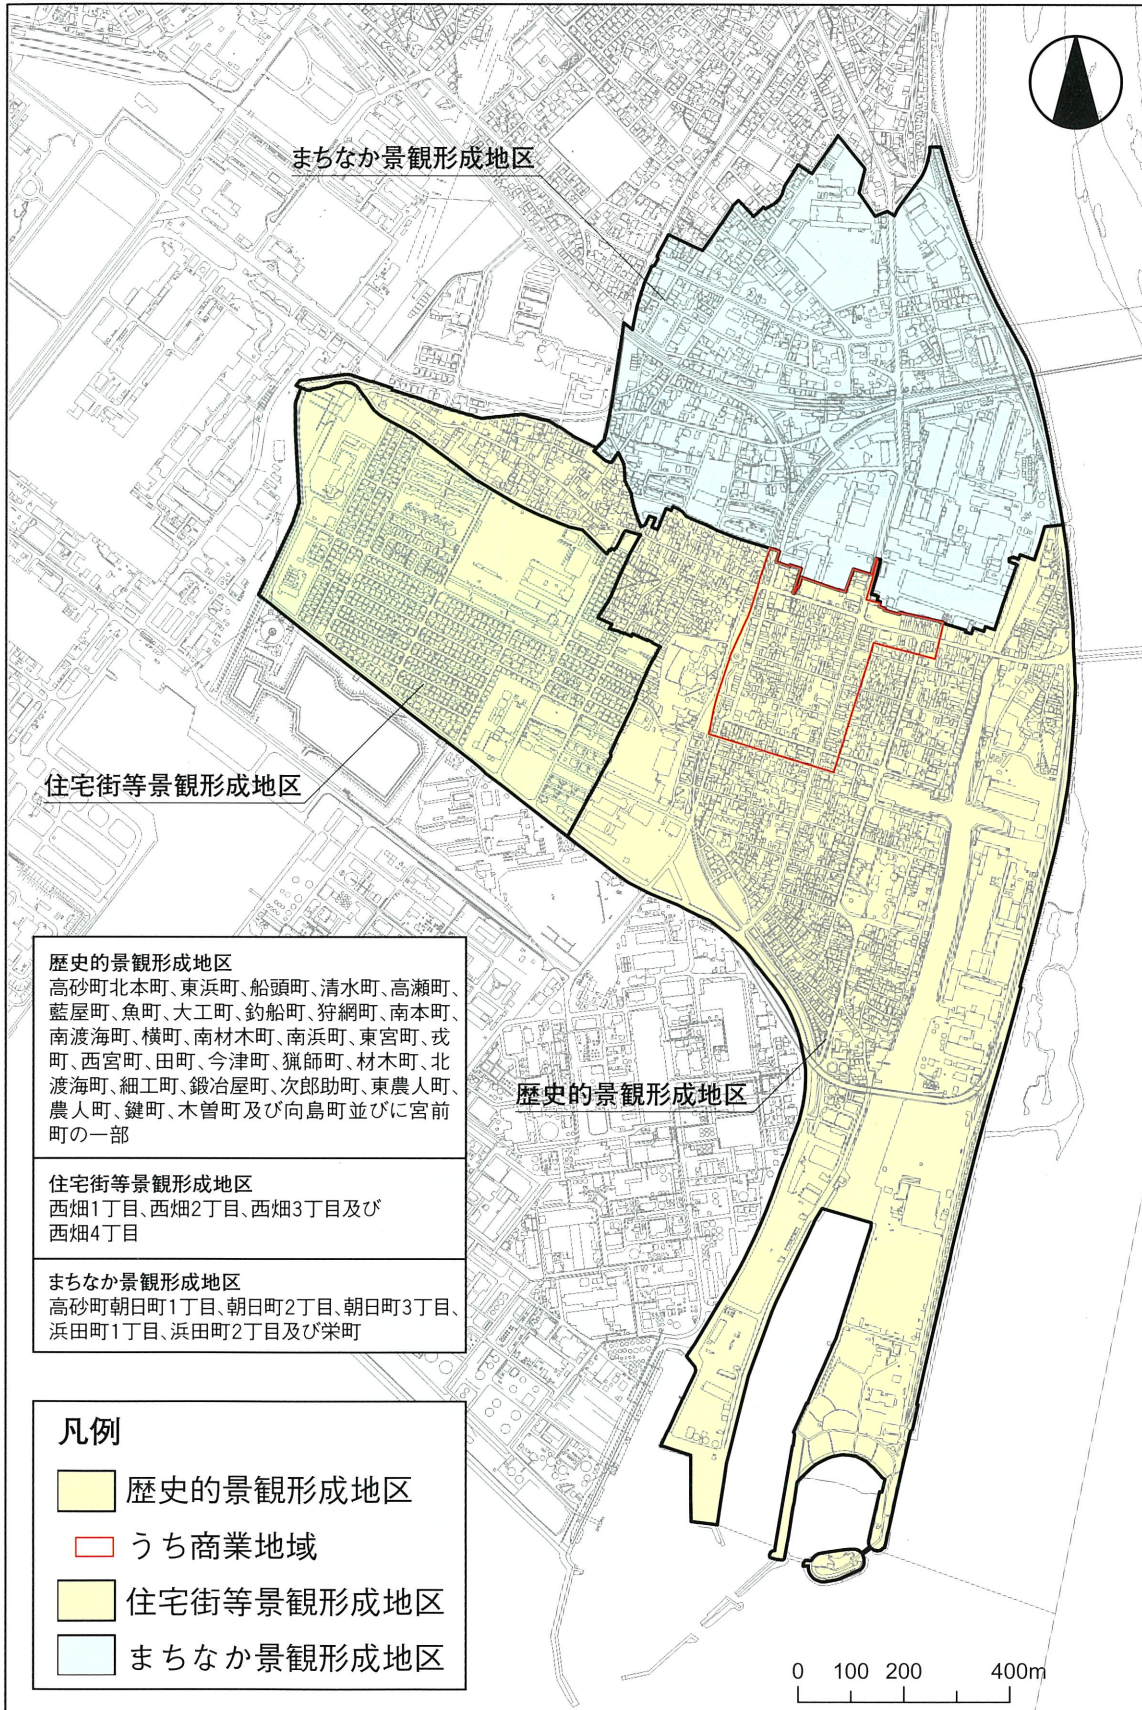 まちなか景観形成地区
住宅街等景観形成地区
歴史的景観形成地区
歴史的景観形成地区
高砂町北本町、東浜町、船頭町、清水町、高瀬町、
藍屋町、魚町、大工町、釣船町、狩網町、南本町、
南渡海町、横町、南材木町、南浜町、東宮町、戎
町、西宮町、田町、今津町、猟師町、材木町、北
渡海町、細工町、鍛冶屋町、次郎助町、東農人町、
農人町、鍵町、木曽町及び向島町並びに宮前
町の一部
住宅街等景観形成地区
西畑1丁目、西畑2丁目、西畑3丁目及び
西畑4丁目
まちなか景観形成地区
高砂町朝日町1丁目、朝日町2丁目、朝日町3丁目、
浜田町1丁目、浜田町2丁目及び栄町
凡例
歴史的景観形成地区
うち商業地域
住宅街等景観形成地区
まちなか景観形成地区
0 100 200 400m